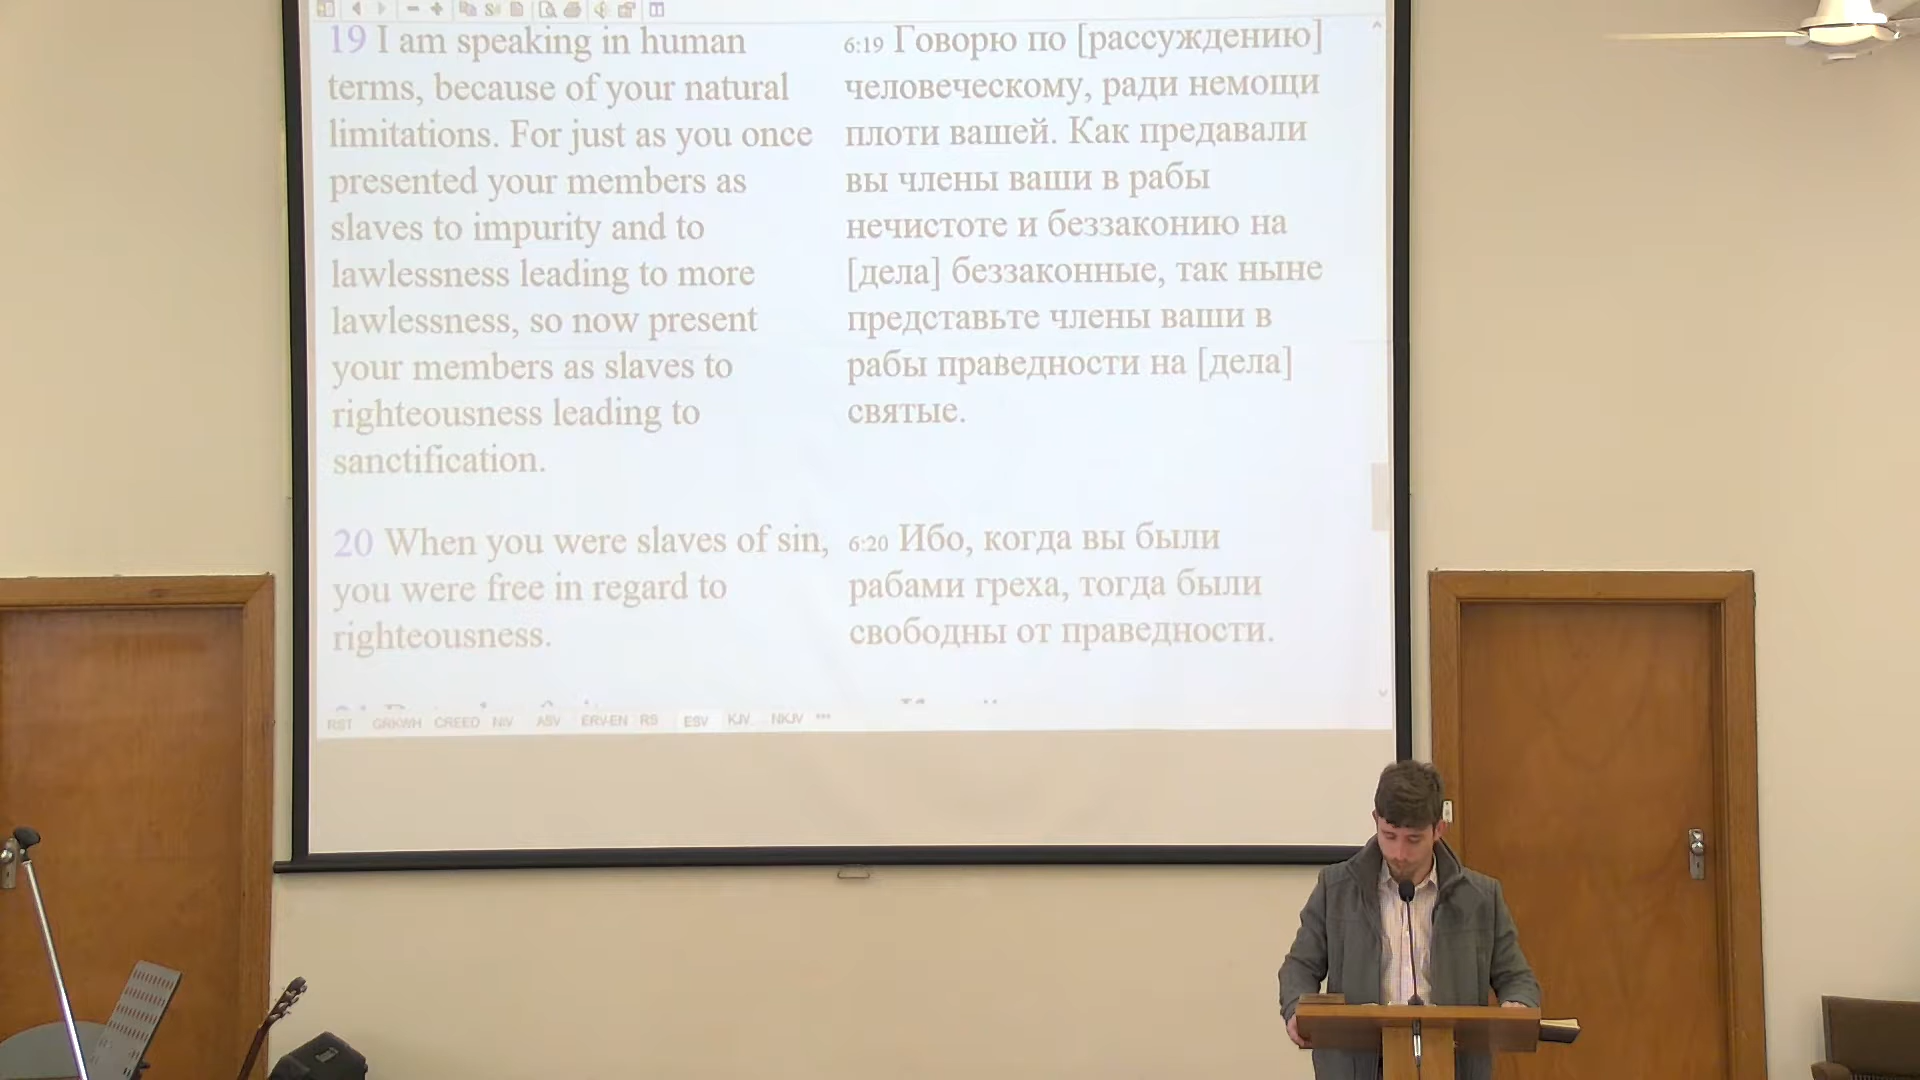 19 I am speaking in human
terms, because of your natural
limitations. For just as you once
presented your members as
slaves to impurity and to
lawlessness leading to more
lawlessness, so now present
your members as slaves to
righteousness leading to
sanctification.
20 When you were slaves of sin,
you were free in regard to
righteousness.
6:19 Говорю по [рассуждению]
человеческому, ради немощи
плоти вашей. Как предавали
вы члены ваши в рабы
нечистоте и беззаконию на
[дела] беззаконные, так ныне
представьте члены ваши в
рабы праведности на [дела]
святые.
6:20 Ибо, когда вы были
рабами греха, тогда были
свободны от праведности.
RST GRKWH CREED NIV ASV ERV-EN RS ESV KJV NKJV ***